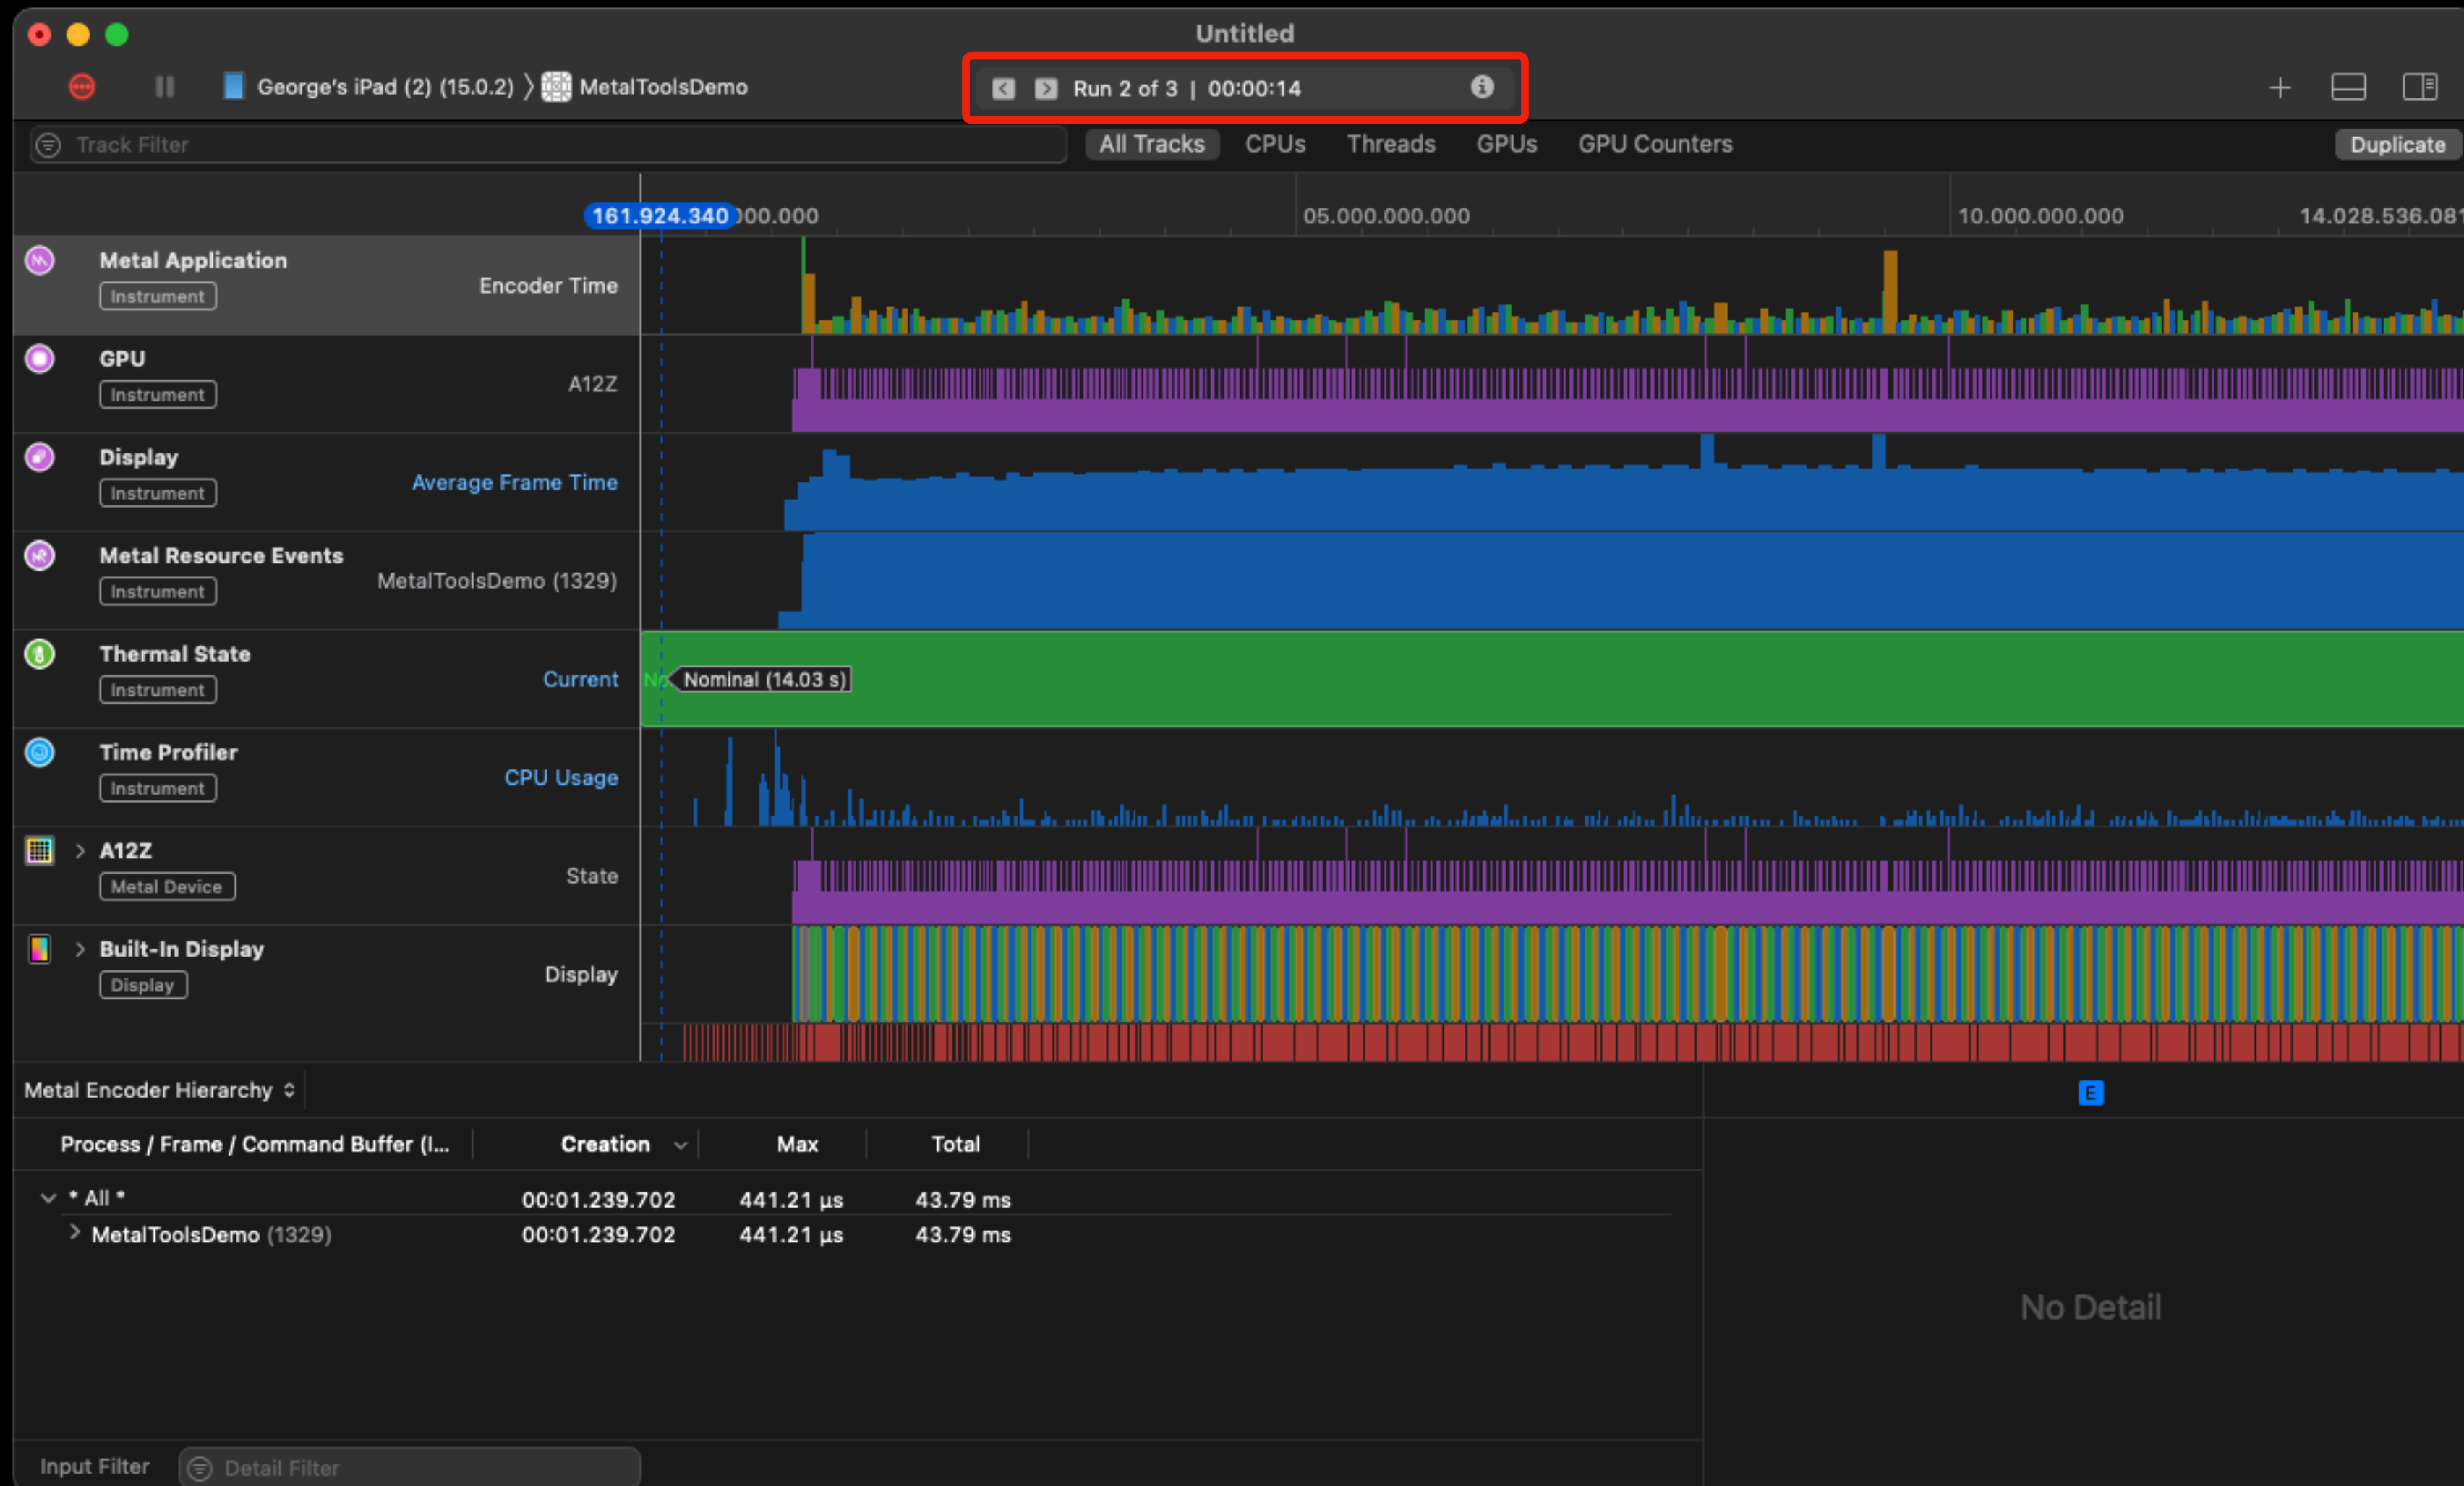 Untitled
George's iPad (2) (15.0.2) 〉 MetalToolsDemo
Run 2 of 3 | 00:00:14
Track Filter
All Tracks CPUs Threads GPUs GPU Counters Duplicate
161.924.340 000.000 05.000.000.000 10.000.000.000 14.028.536.081
Metal Application
Instrument
Encoder Time
GPU
Instrument
A12Z
Display
Instrument
Average Frame Time
Metal Resource Events
Instrument
MetalToolsDemo (1329)
Thermal State
Instrument
Current
Nominal (14.03 s)
Time Profiler
Instrument
CPU Usage
A12Z
Metal Device
State
Built-In Display
Display
Display
Metal Encoder Hierarchy
E
Process / Frame / Command Buffer (I... Creation Max Total
* All * 00:01.239.702 441.21 µs 43.79 ms
MetalToolsDemo (1329) 00:01.239.702 441.21 µs 43.79 ms
No Detail
Input Filter Detail Filter